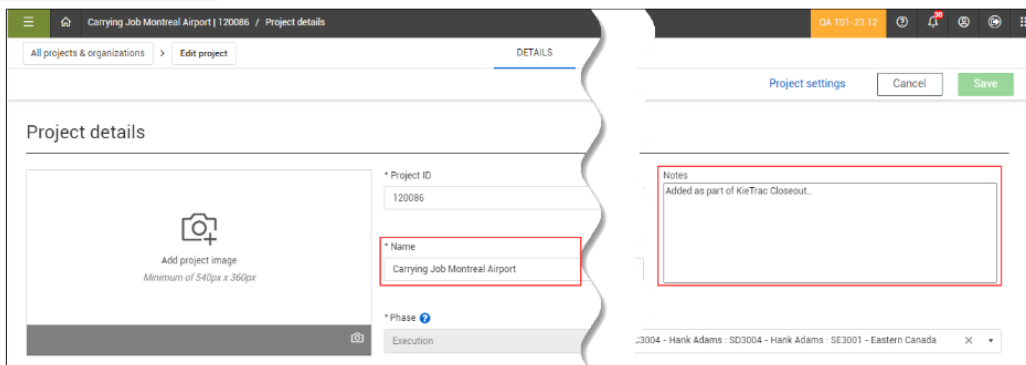 Carrying Job Montreal Airport | 120086 / Project details
QA T01-23.12
30
All projects & organizations > Edit project
DETAILS
Project settings
Cancel
Save
Project details
* Project ID
120086
Notes
Added as part of KieTrac Closeout..
Add project image
Minimum of 540px x 360px
* Name
Carrying Job Montreal Airport
* Phase
Execution
3004 - Hank Adams : SD3004 - Hank Adams : SE3001 - Eastern Canada